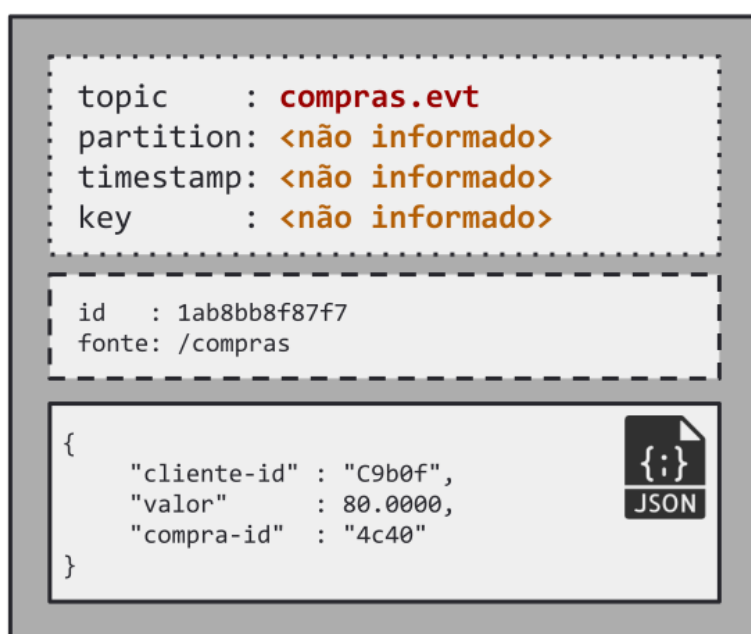 topic     : compras.evt
partition: <não informado>
timestamp: <não informado>
key       : <não informado>
id   : 1ab8bb8f87f7
fonte: /compras
{
    "cliente-id" : "C9b0f",
    "valor"      : 80.0000,
    "compra-id"  : "4c40"
}
{;}
JSON